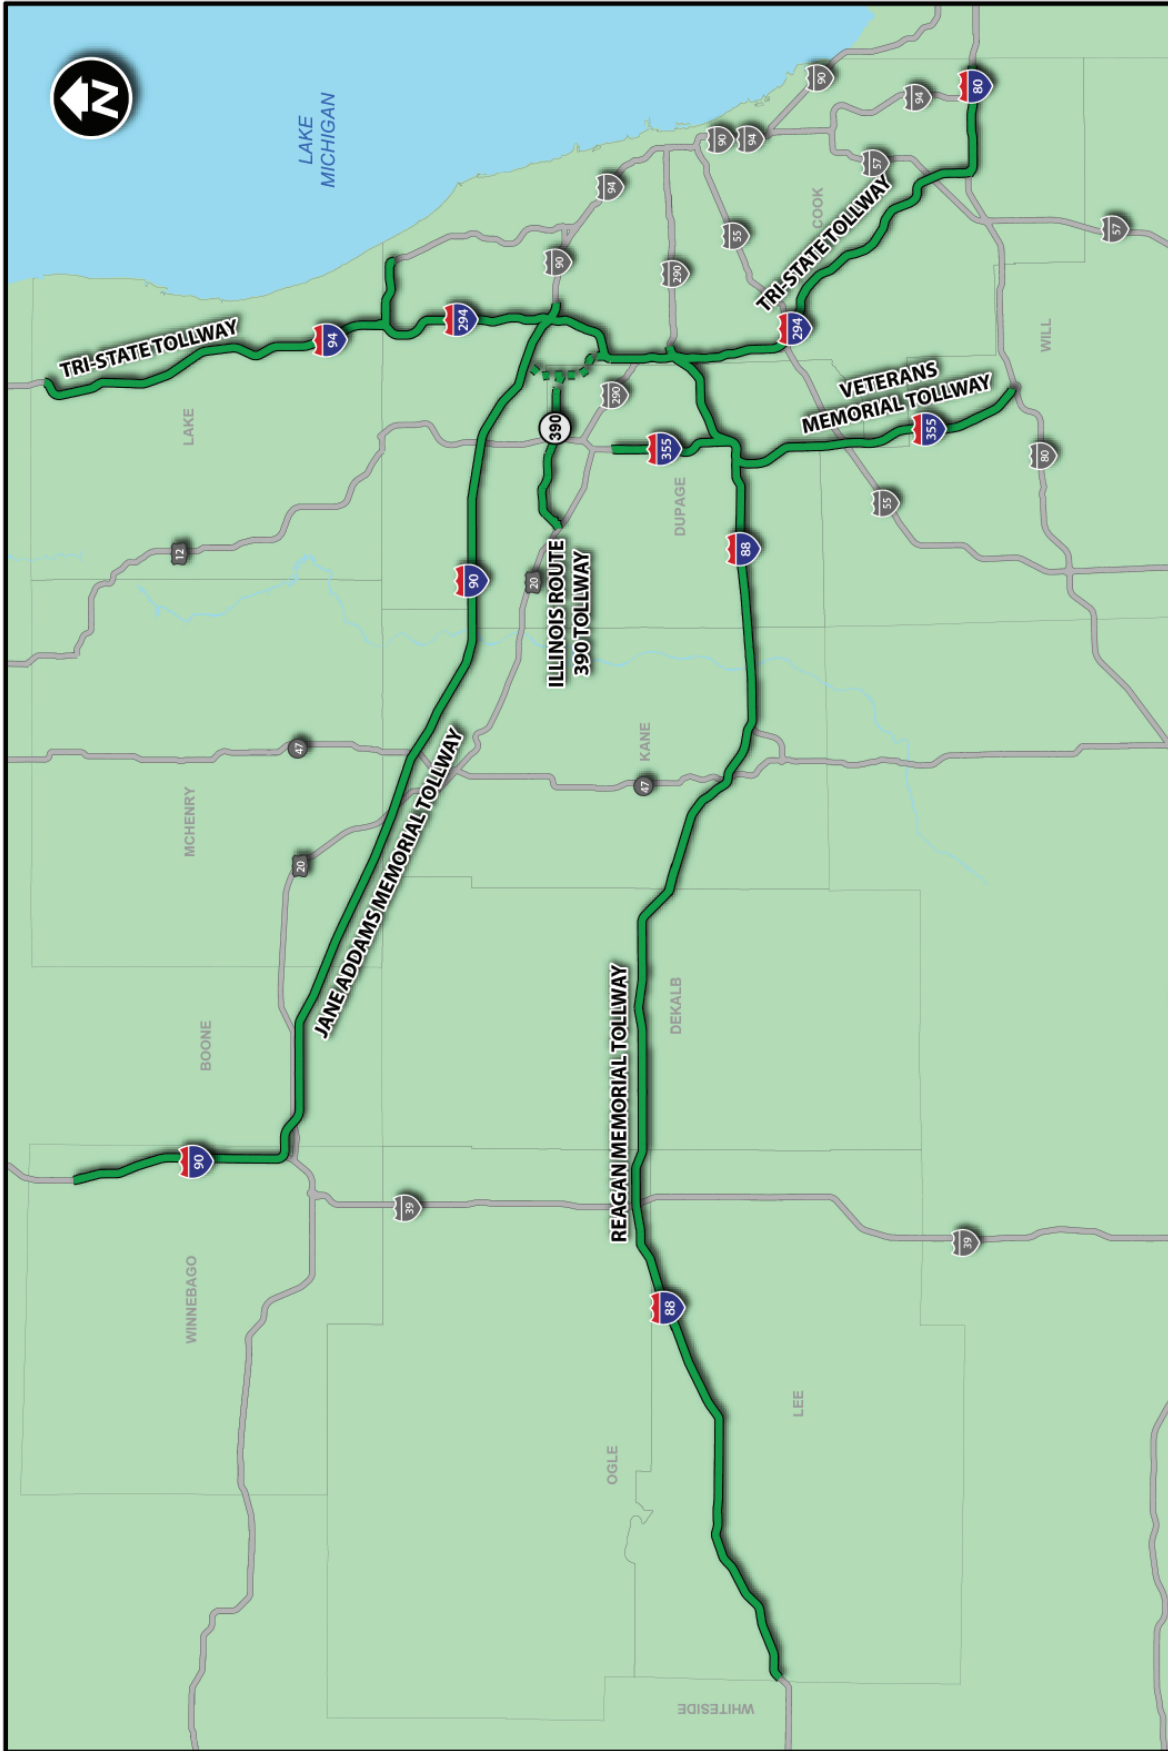 TRI-STATE TOLLWAY
N
12
LAKE
WINNEBAGO
90
BOONE
MCHENRY
20
47
LAKE
MICHIGAN
94
JANE ADDAMS MEMORIAL TOLLWAY
39
90
294
20
ILLINOIS ROUTE
390 TOLLWAY
390
90
94
OGLE
REAGAN MEMORIAL TOLLWAY
290
KANE
47
88
DEKALB
DUPAGE
355
290
WHITESIDE
88
55
90
94
LEE
294
TRI-STATE TOLLWAY
COOK
90
57
55
VETERANS
MEMORIAL TOLLWAY
355
94
39
80
80
WILL
57